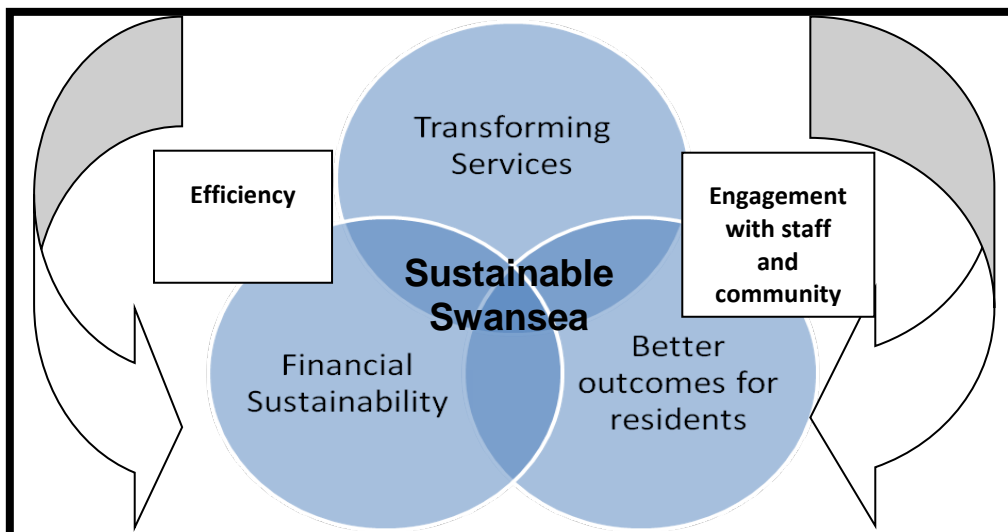 Transforming
Services
Efficiency
Engagement
with staff
and
community
Sustainable
Swansea
Financial
Sustainability
Better
outcomes for
residents